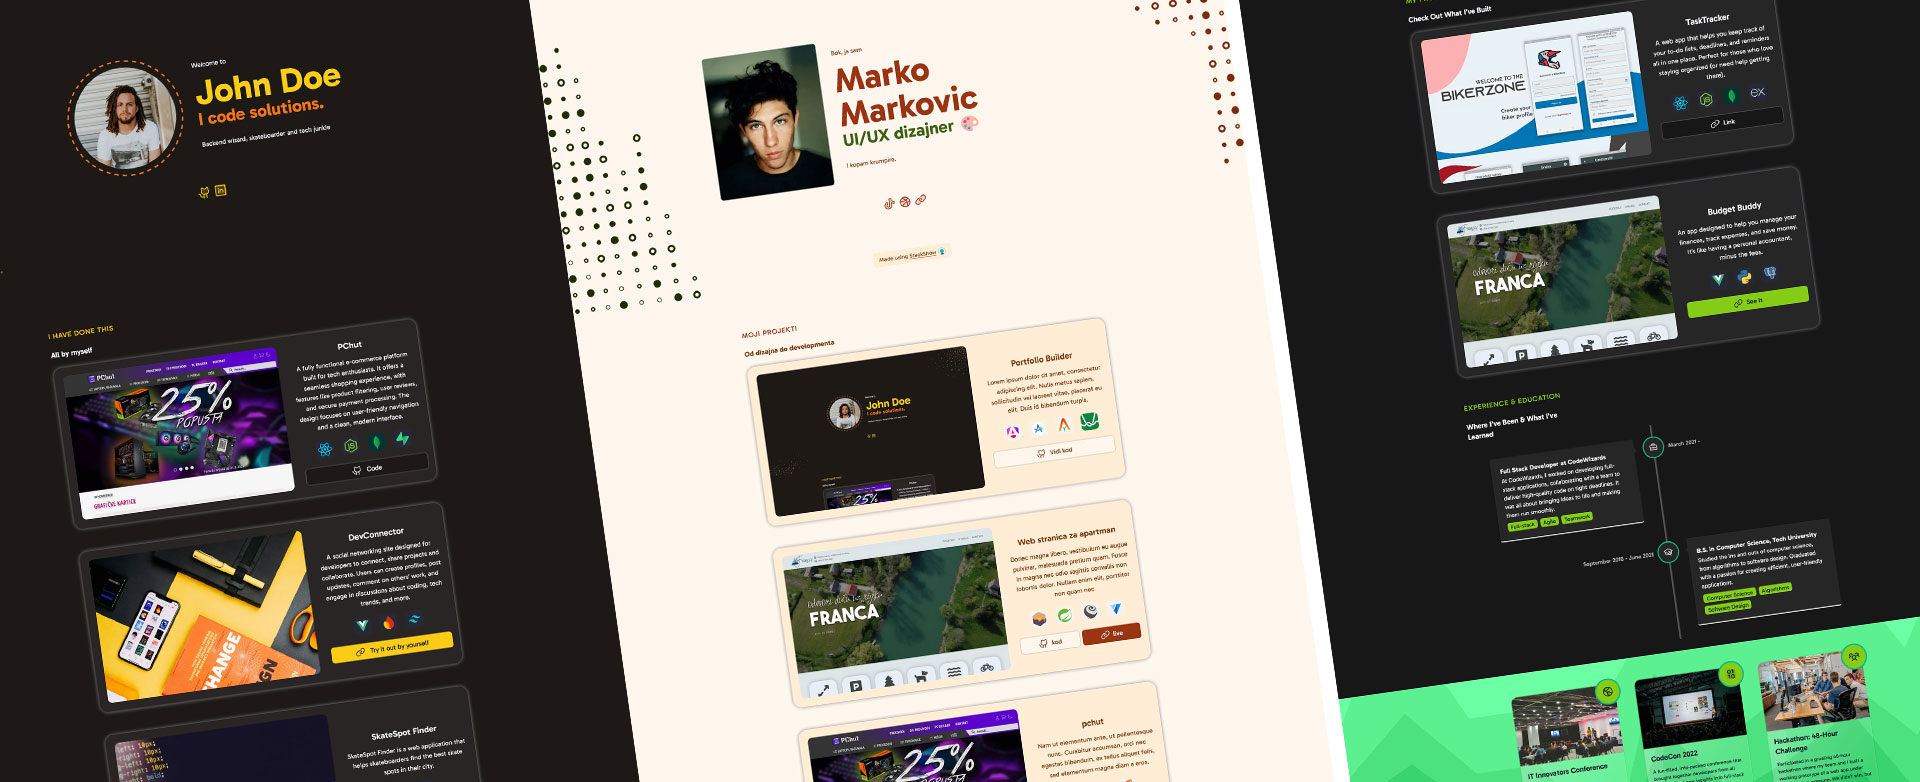 Welcome to
John Doe
I code solutions.
Backend wizard, skateboarder and tech junkie
I HAVE DONE THIS
All by myself
PChut
25%
POPUSTA
GRAFIČKE KARTICE
PChut
A fully functional e-commerce platform
built for tech enthusiasts. It offers a
seamless shopping experience, with
features like product filtering, user reviews,
and secure payment processing. The
design focuses on user-friendly navigation
and a clean, modern interface.
Code
CHANGE
DevConnector
A social networking site designed for
developers to connect, share projects and
collaborate. Users can create profiles, post
updates, comment on others' work, and
engage in discussions about coding, tech
trends, and more.
Try it out by yourself
left: 10px;
right: 10px;
SkateSpot Finder
SkateSpot Finder is a web application that
helps skateboarders find the best skate
spots in their city.
Bok, ja sam
Marko
Markovic
UI/UX dizajner
I kopam krumpire.
Made using StackShow
MOJI PROJEKTI
Od dizajna do developmenta
John Doe
I code solutions.
25%
Portfolio Builder
Lorem ipsum dolor sit amet, consectetur
adipiscing elit. Nulla metus sapien,
sollicitudin vel laoreet vitae, placerat eu
elit. Duis id bibendum turpis.
Vidi kod
FRANCA
Web stranica za apartman
Donec magna libero, vestibulum eu augue
pulvinar, malesuada pretium quam. Fusce
in magna nec odio sagittis convallis non
lobortis dolor. Nullam enim elit, porttitor
non quam nec
kod
live
PChut
25%
pchut
Nam ut elementum ante, ut pellentesque
nunc. Curabitur accumsan, orci nec
egestas bibendum, ex tellus aliquet felis,
sed elementum magna diam a eros.
Check Out What I've Built
WELCOME TO THE
BIKERZONE
Create your
biker profile
TaskTracker
A web app that helps you keep track of
your to-do lists, deadlines, and reminders
all in one place. Perfect for those who love
staying organized (or need help getting
there).
Link
FRANCA
Budget Buddy
An app designed to help you manage your
finances, track expenses, and save money.
It's like having a personal accountant,
minus the fees.
See it
EXPERIENCE & EDUCATION
Where I've Been & What I've
Learned
March 2021 -
Full Stack Developer at CodeWizards
At CodeWizards, I worked on developing full-
stack applications, collaborating with a team to
deliver high-quality code on tight deadlines. It
was all about bringing ideas to life and making
them run smoothly.
Full-stack Agile Teamwork
September 2018 - June 2021
B.S. in Computer Science, Tech University
Studied the ins and outs of computer science,
from algorithms to software design. Graduated
with a passion for creating efficient, user-friendly
applications.
Computer Science Algorithms
Software Design
IT Innovators Conference
CodeCon 2022
Hackathon: 48-Hour
Challenge